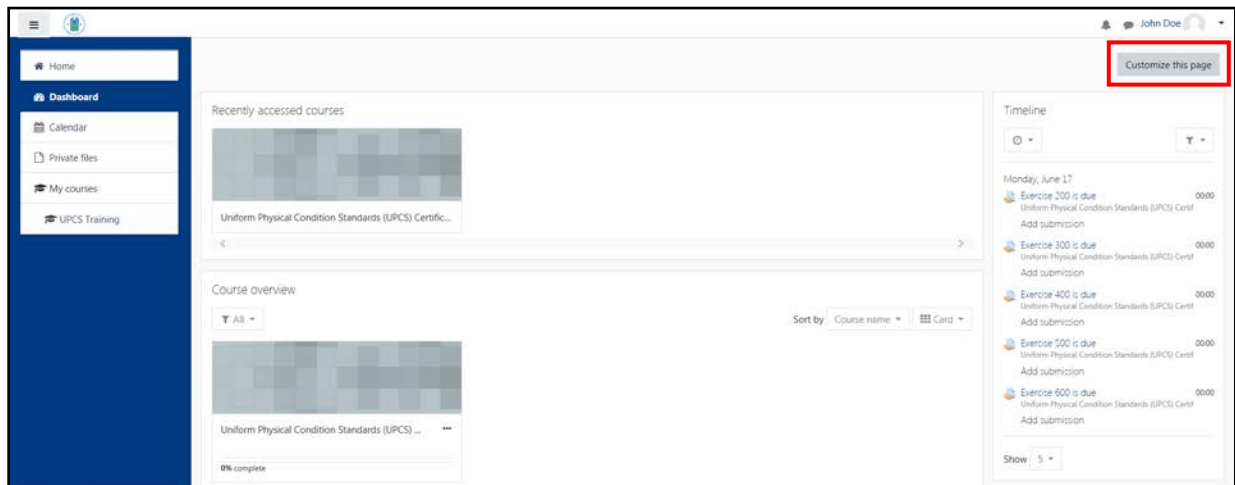 John Doe
Customize this page
Home
Dashboard
Calendar
Private files
My courses
UPCS Training
Recently accessed courses
Uniform Physical Condition Standards (UPCS) Certific...
Course overview
All
Sort by Course name Card
Uniform Physical Condition Standards (UPCS) ...
0% complete
Timeline
Monday, June 17
Exercise 200 is due 00:00
Uniform Physical Condition Standards (UPCS) Certif
Add submission
Exercise 300 is due 00:00
Uniform Physical Condition Standards (UPCS) Certif
Add submission
Exercise 400 is due 00:00
Uniform Physical Condition Standards (UPCS) Certif
Add submission
Exercise 500 is due 00:00
Uniform Physical Condition Standards (UPCS) Certif
Add submission
Exercise 600 is due 00:00
Uniform Physical Condition Standards (UPCS) Certif
Add submission
Show 5